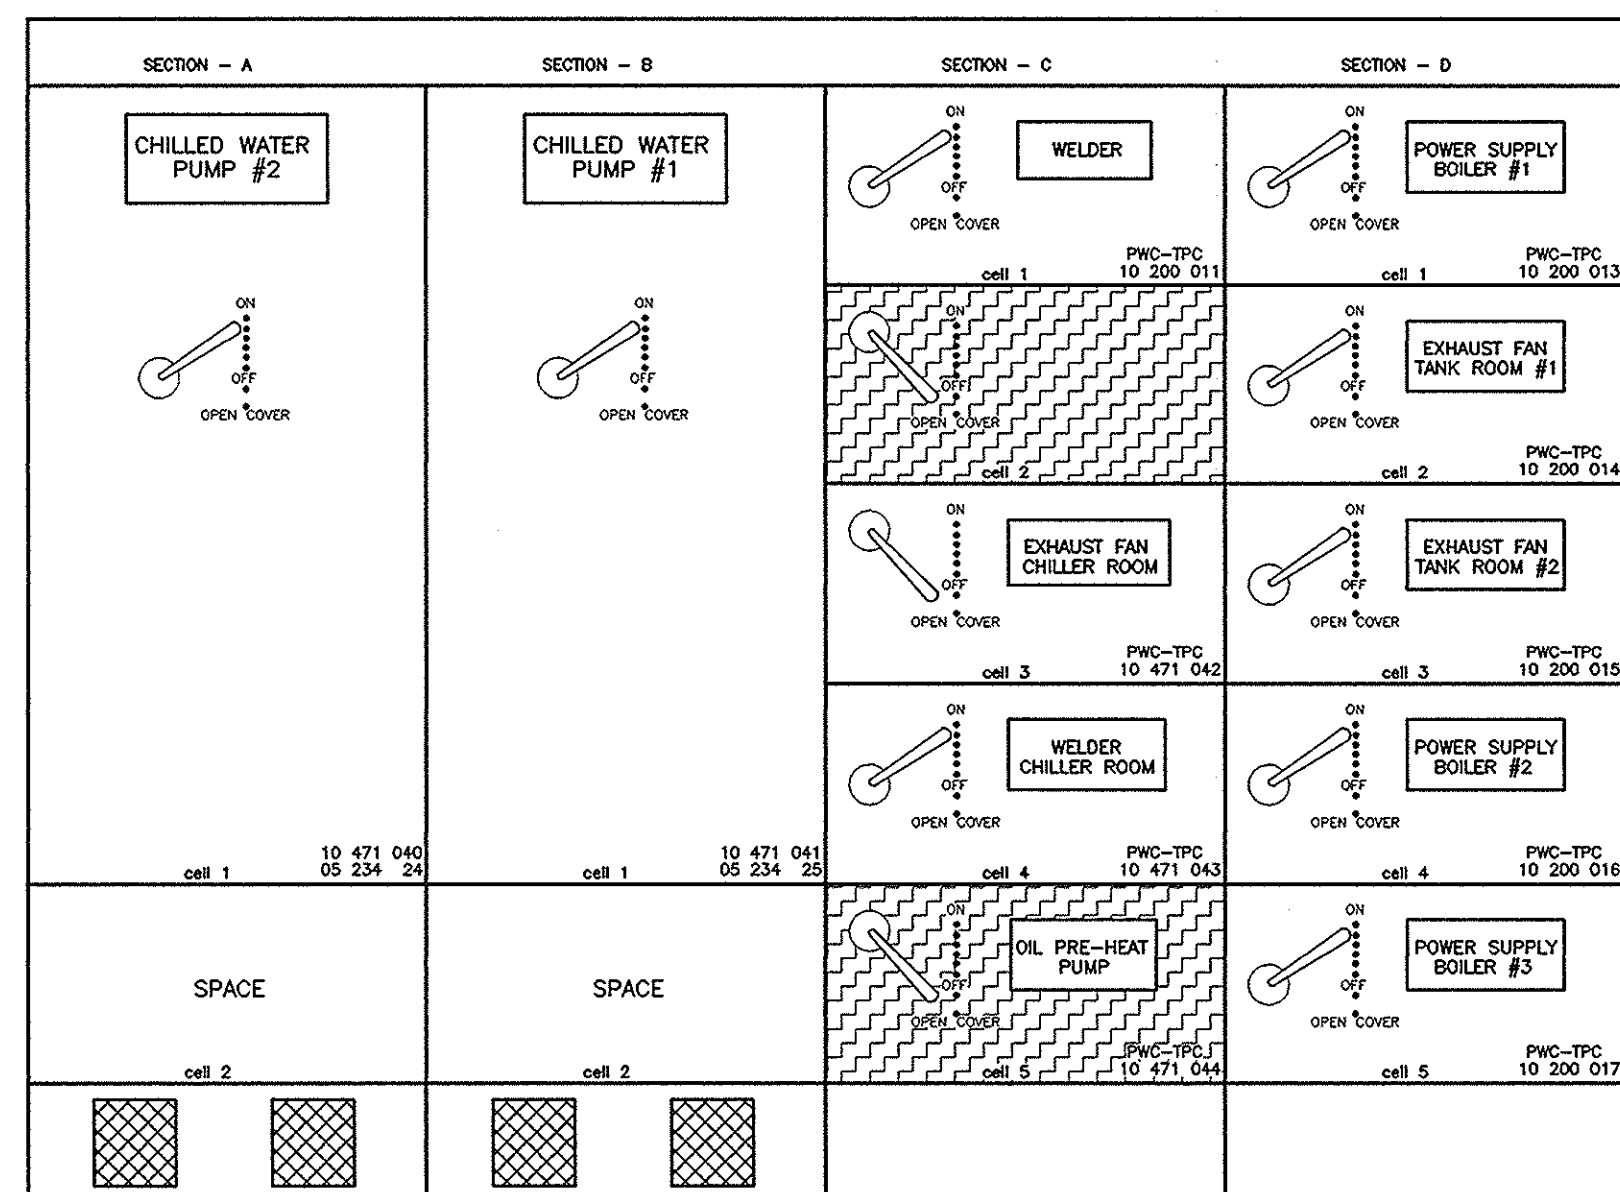 SECTION - A
SECTION - B
SECTION - C
SECTION - D
CHILLED WATER
PUMP #2
ON
OFF
OPEN COVER
10 471 040
cell 1
05 234 24
SPACE
cell 2
CHILLED WATER
PUMP #1
ON
OFF
OPEN COVER
10 471 041
cell 1
05 234 25
SPACE
cell 2
ON
WELDER
OFF
OPEN COVER
PWC-TPC
cell 1
10 200 011
ON
OFF
OPEN COVER
cell 2
ON
EXHAUST FAN
CHILLER ROOM
OFF
OPEN COVER
PWC-TPC
cell 3
10 471 042
ON
WELDER
CHILLER ROOM
OFF
OPEN COVER
PWC-TPC
cell 4
10 471 043
ON
OIL PRE-HEAT
PUMP
OFF
OPEN COVER
PWC-TPC
cell 5
10 471 044
ON
POWER SUPPLY
BOILER #1
OFF
OPEN COVER
PWC-TPC
cell 1
10 200 013
ON
EXHAUST FAN
TANK ROOM #1
OFF
OPEN COVER
PWC-TPC
cell 2
10 200 014
ON
EXHAUST FAN
TANK ROOM #2
OFF
OPEN COVER
PWC-TPC
cell 3
10 200 015
ON
POWER SUPPLY
BOILER #2
OFF
OPEN COVER
PWC-TPC
cell 4
10 200 016
ON
POWER SUPPLY
BOILER #3
OFF
OPEN COVER
PWC-TPC
cell 5
10 200 017